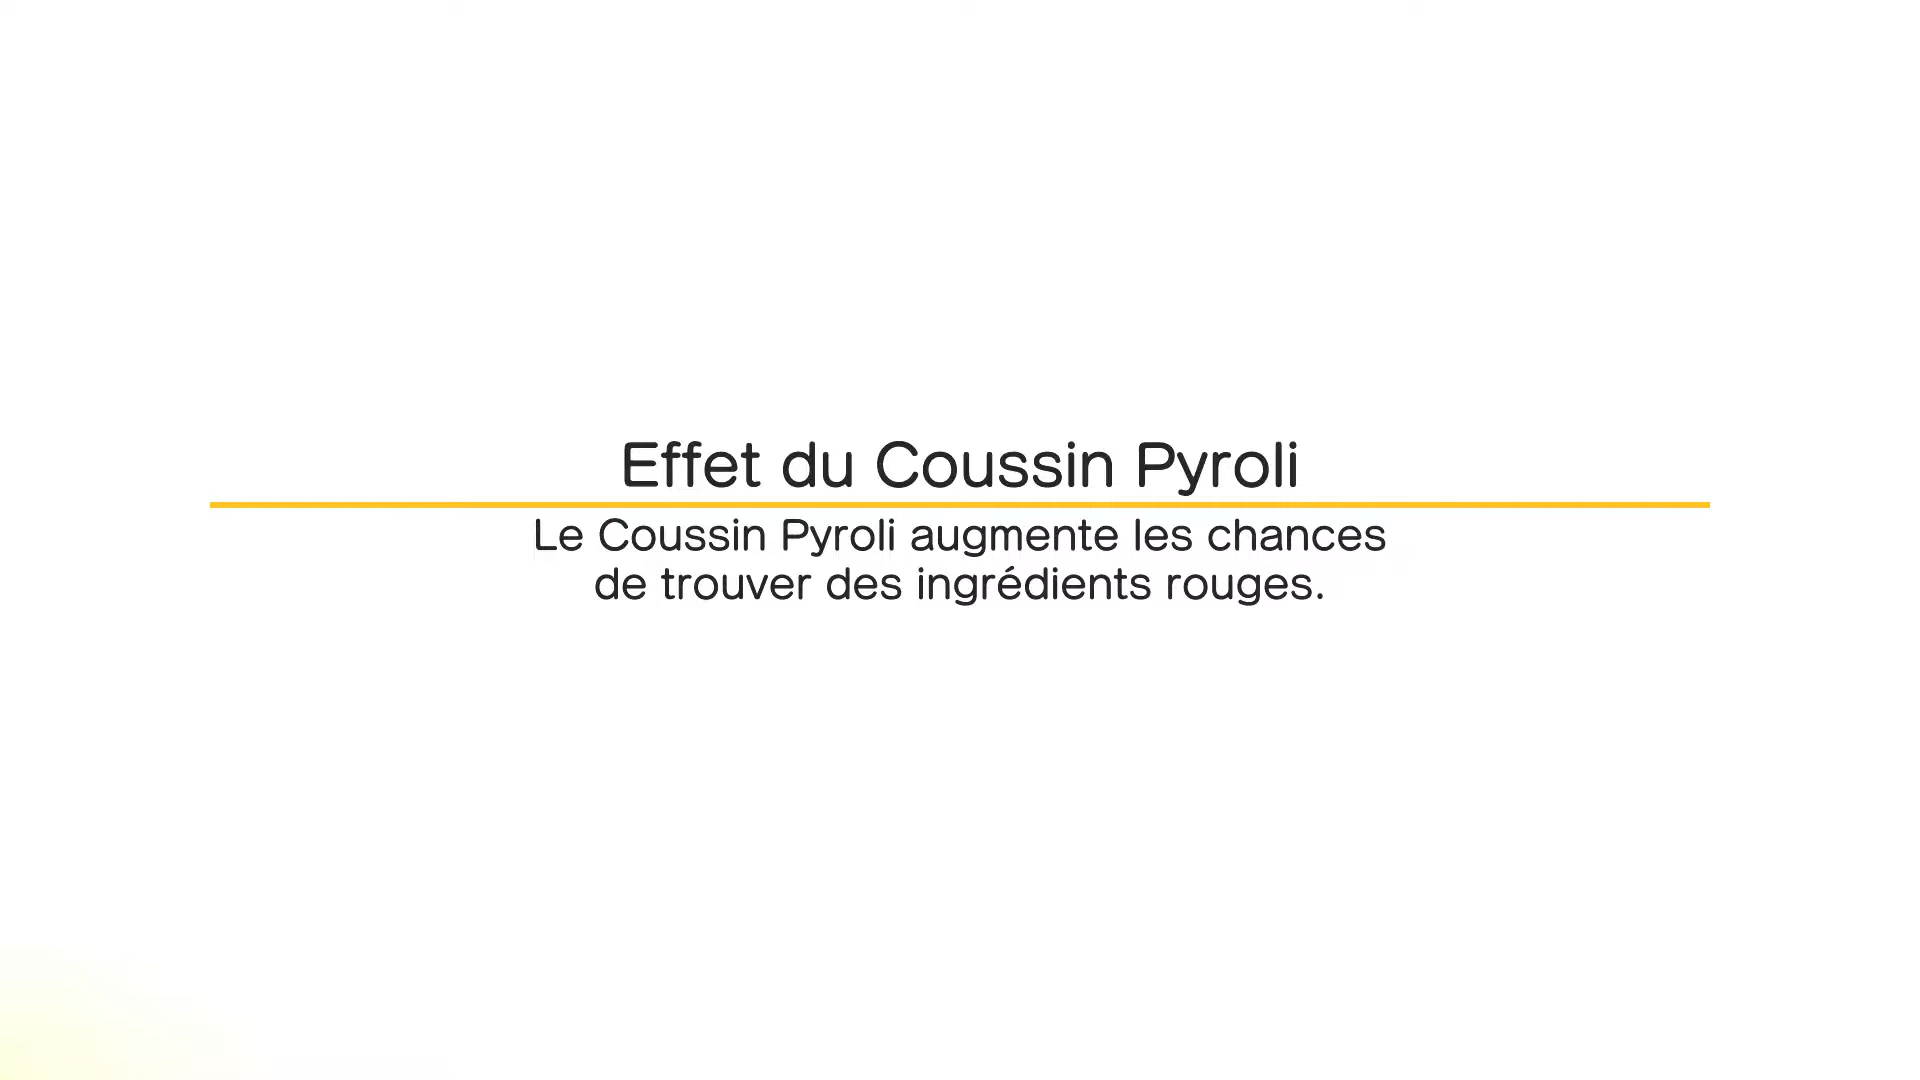 Effet du Coussin Pyroli
Le Coussin Pyroli augmente les chances
de trouver des ingrédients rouges.